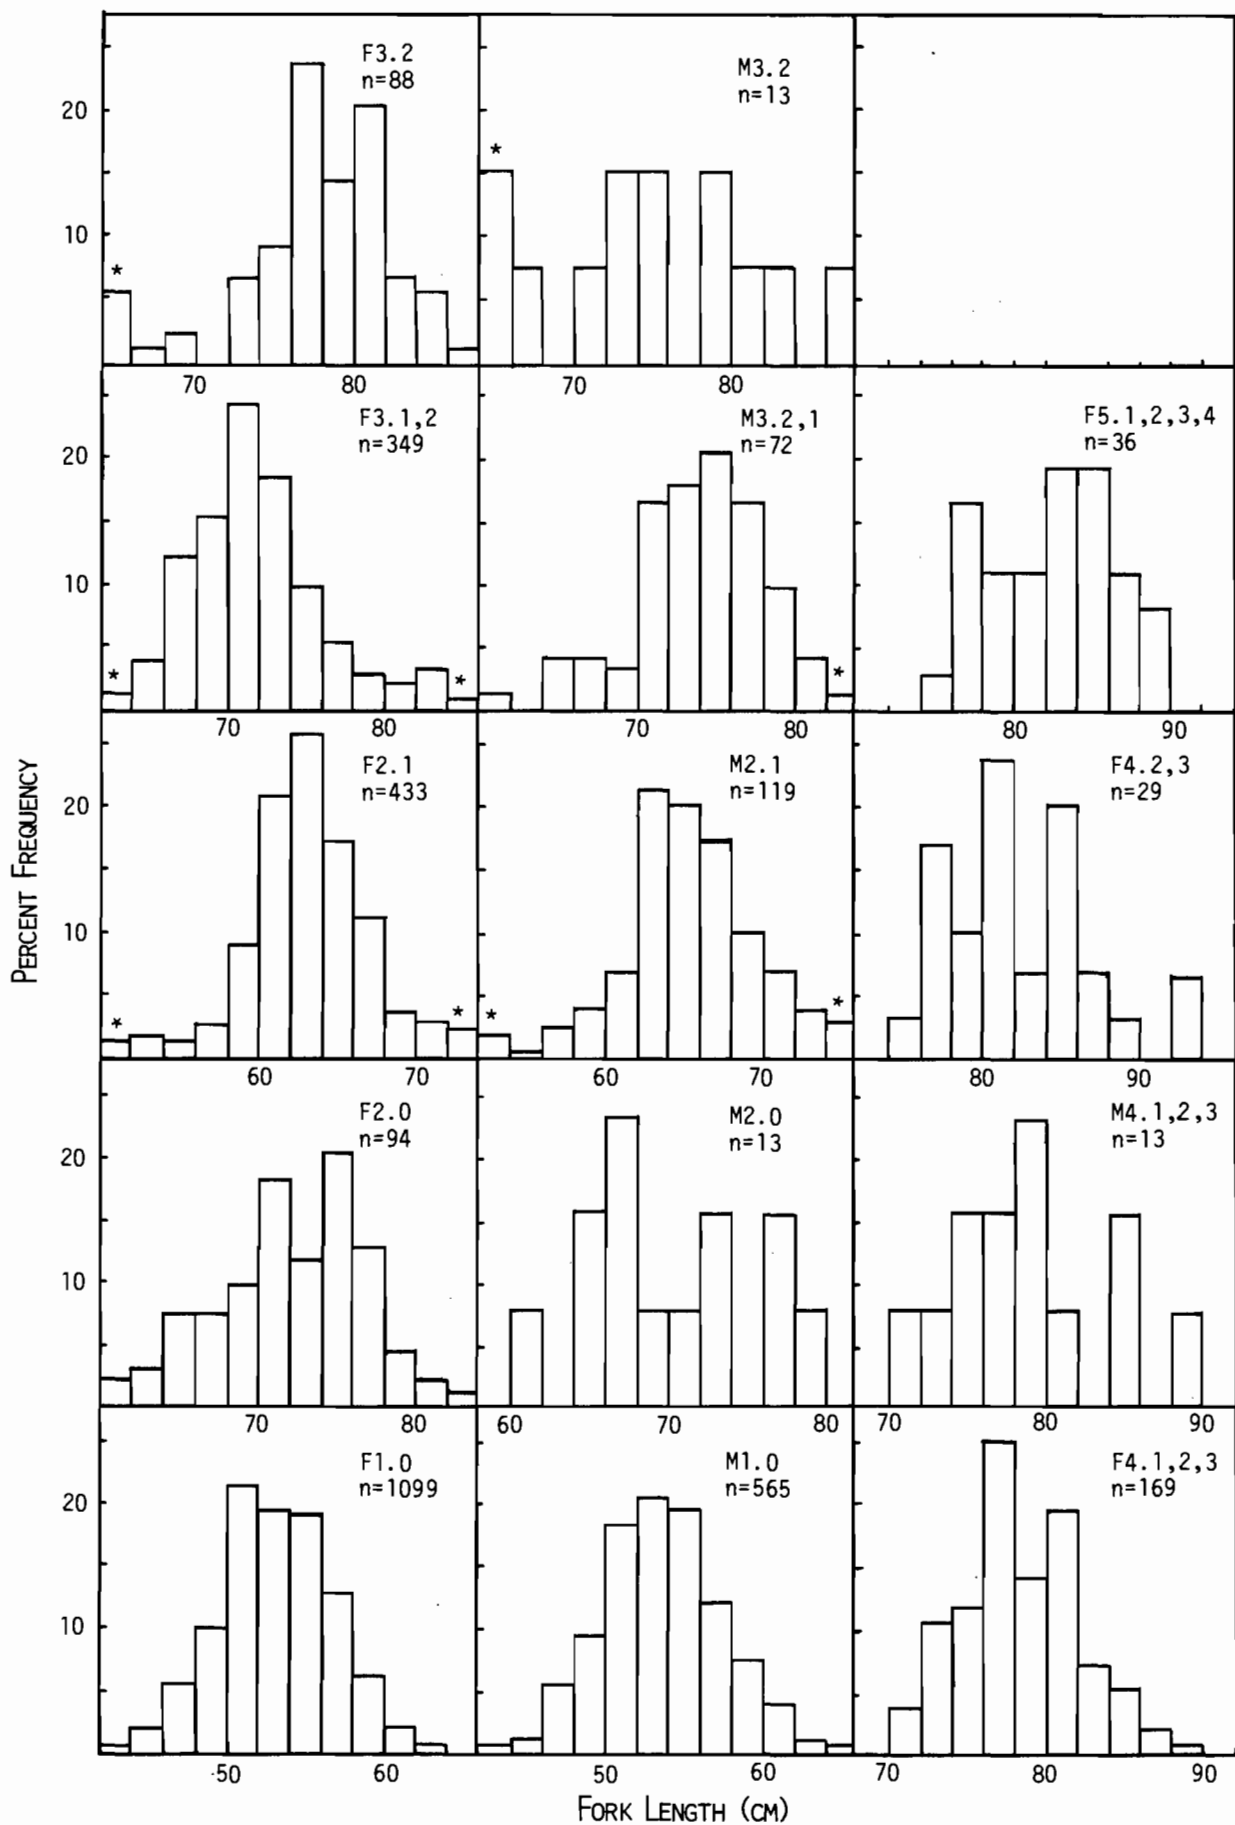 F3.2
n=88
20
10
*
70 80
M3.2
n=13
*
70 80
F3.1,2
n=349
20
10
* *
70 80
M3.2,1
n=72
*
70 80
F5.1,2,3,4
n=36
80 90
F2.1
n=433
20
10
* *
60 70
M2.1
n=119
* *
60 70
F4.2,3
n=29
80 90
F2.0
n=94
20
10
70 80
M2.0
n=13
60 70 80
M4.1,2,3
n=13
70 80 90
F1.0
n=1099
20
10
50 60
M1.0
n=565
50 60
F4.1,2,3
n=169
70 80 90
PERCENT FREQUENCY
FORK LENGTH (CM)